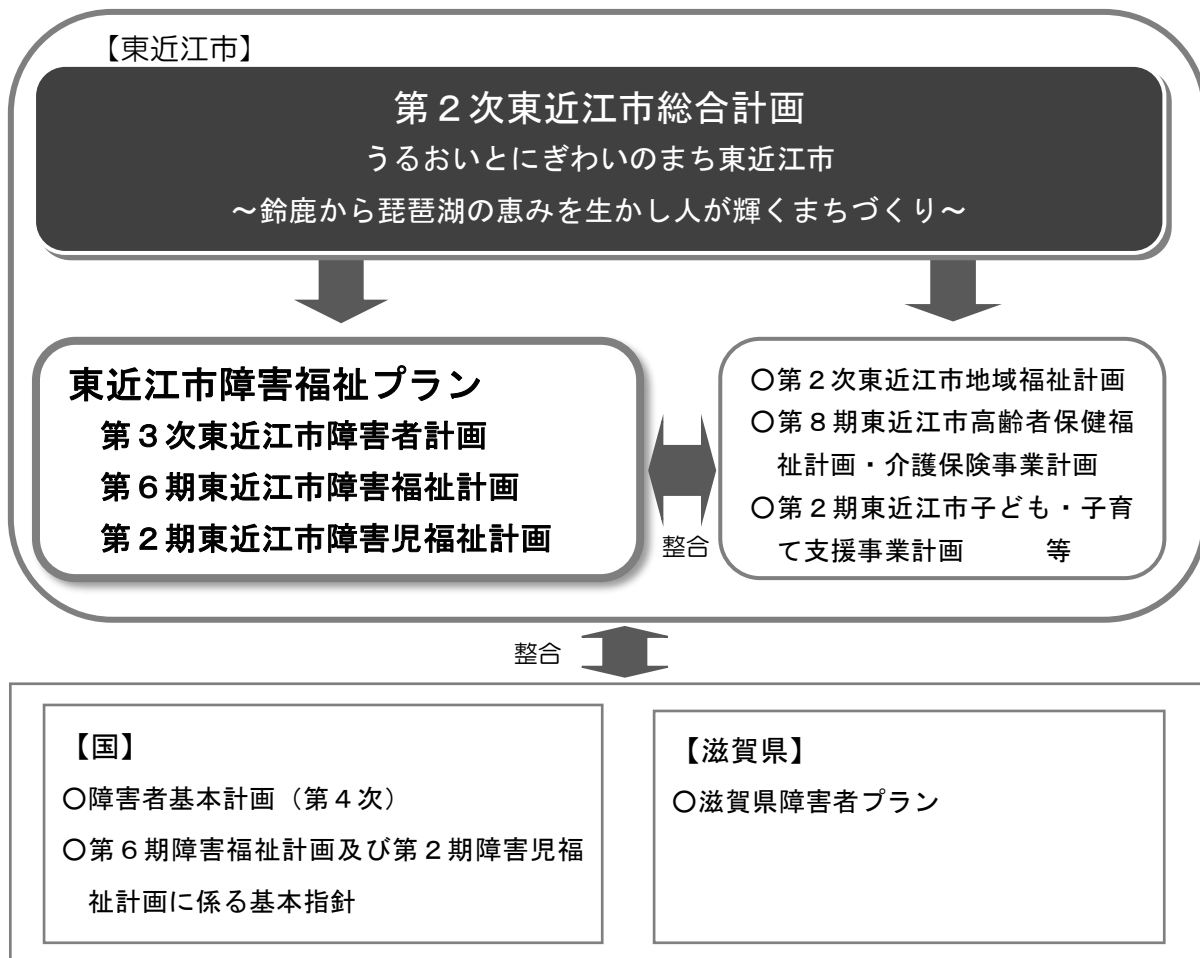 【東近江市】
第２次東近江市総合計画
うるおいとにぎわいのまち東近江市
～鈴鹿から琵琶湖の恵みを生かし人が輝くまちづくり～
東近江市障害福祉プラン
第３次東近江市障害者計画
第６期東近江市障害福祉計画
第２期東近江市障害児福祉計画
整合
〇第２次東近江市地域福祉計画
〇第８期東近江市高齢者保健福
祉計画・介護保険事業計画
〇第２期東近江市子ども・子育
て支援事業計画　　　等
整合
【国】
〇障害者基本計画（第４次）
〇第６期障害福祉計画及び第２期障害児福
祉計画に係る基本指針
【滋賀県】
〇滋賀県障害者プラン